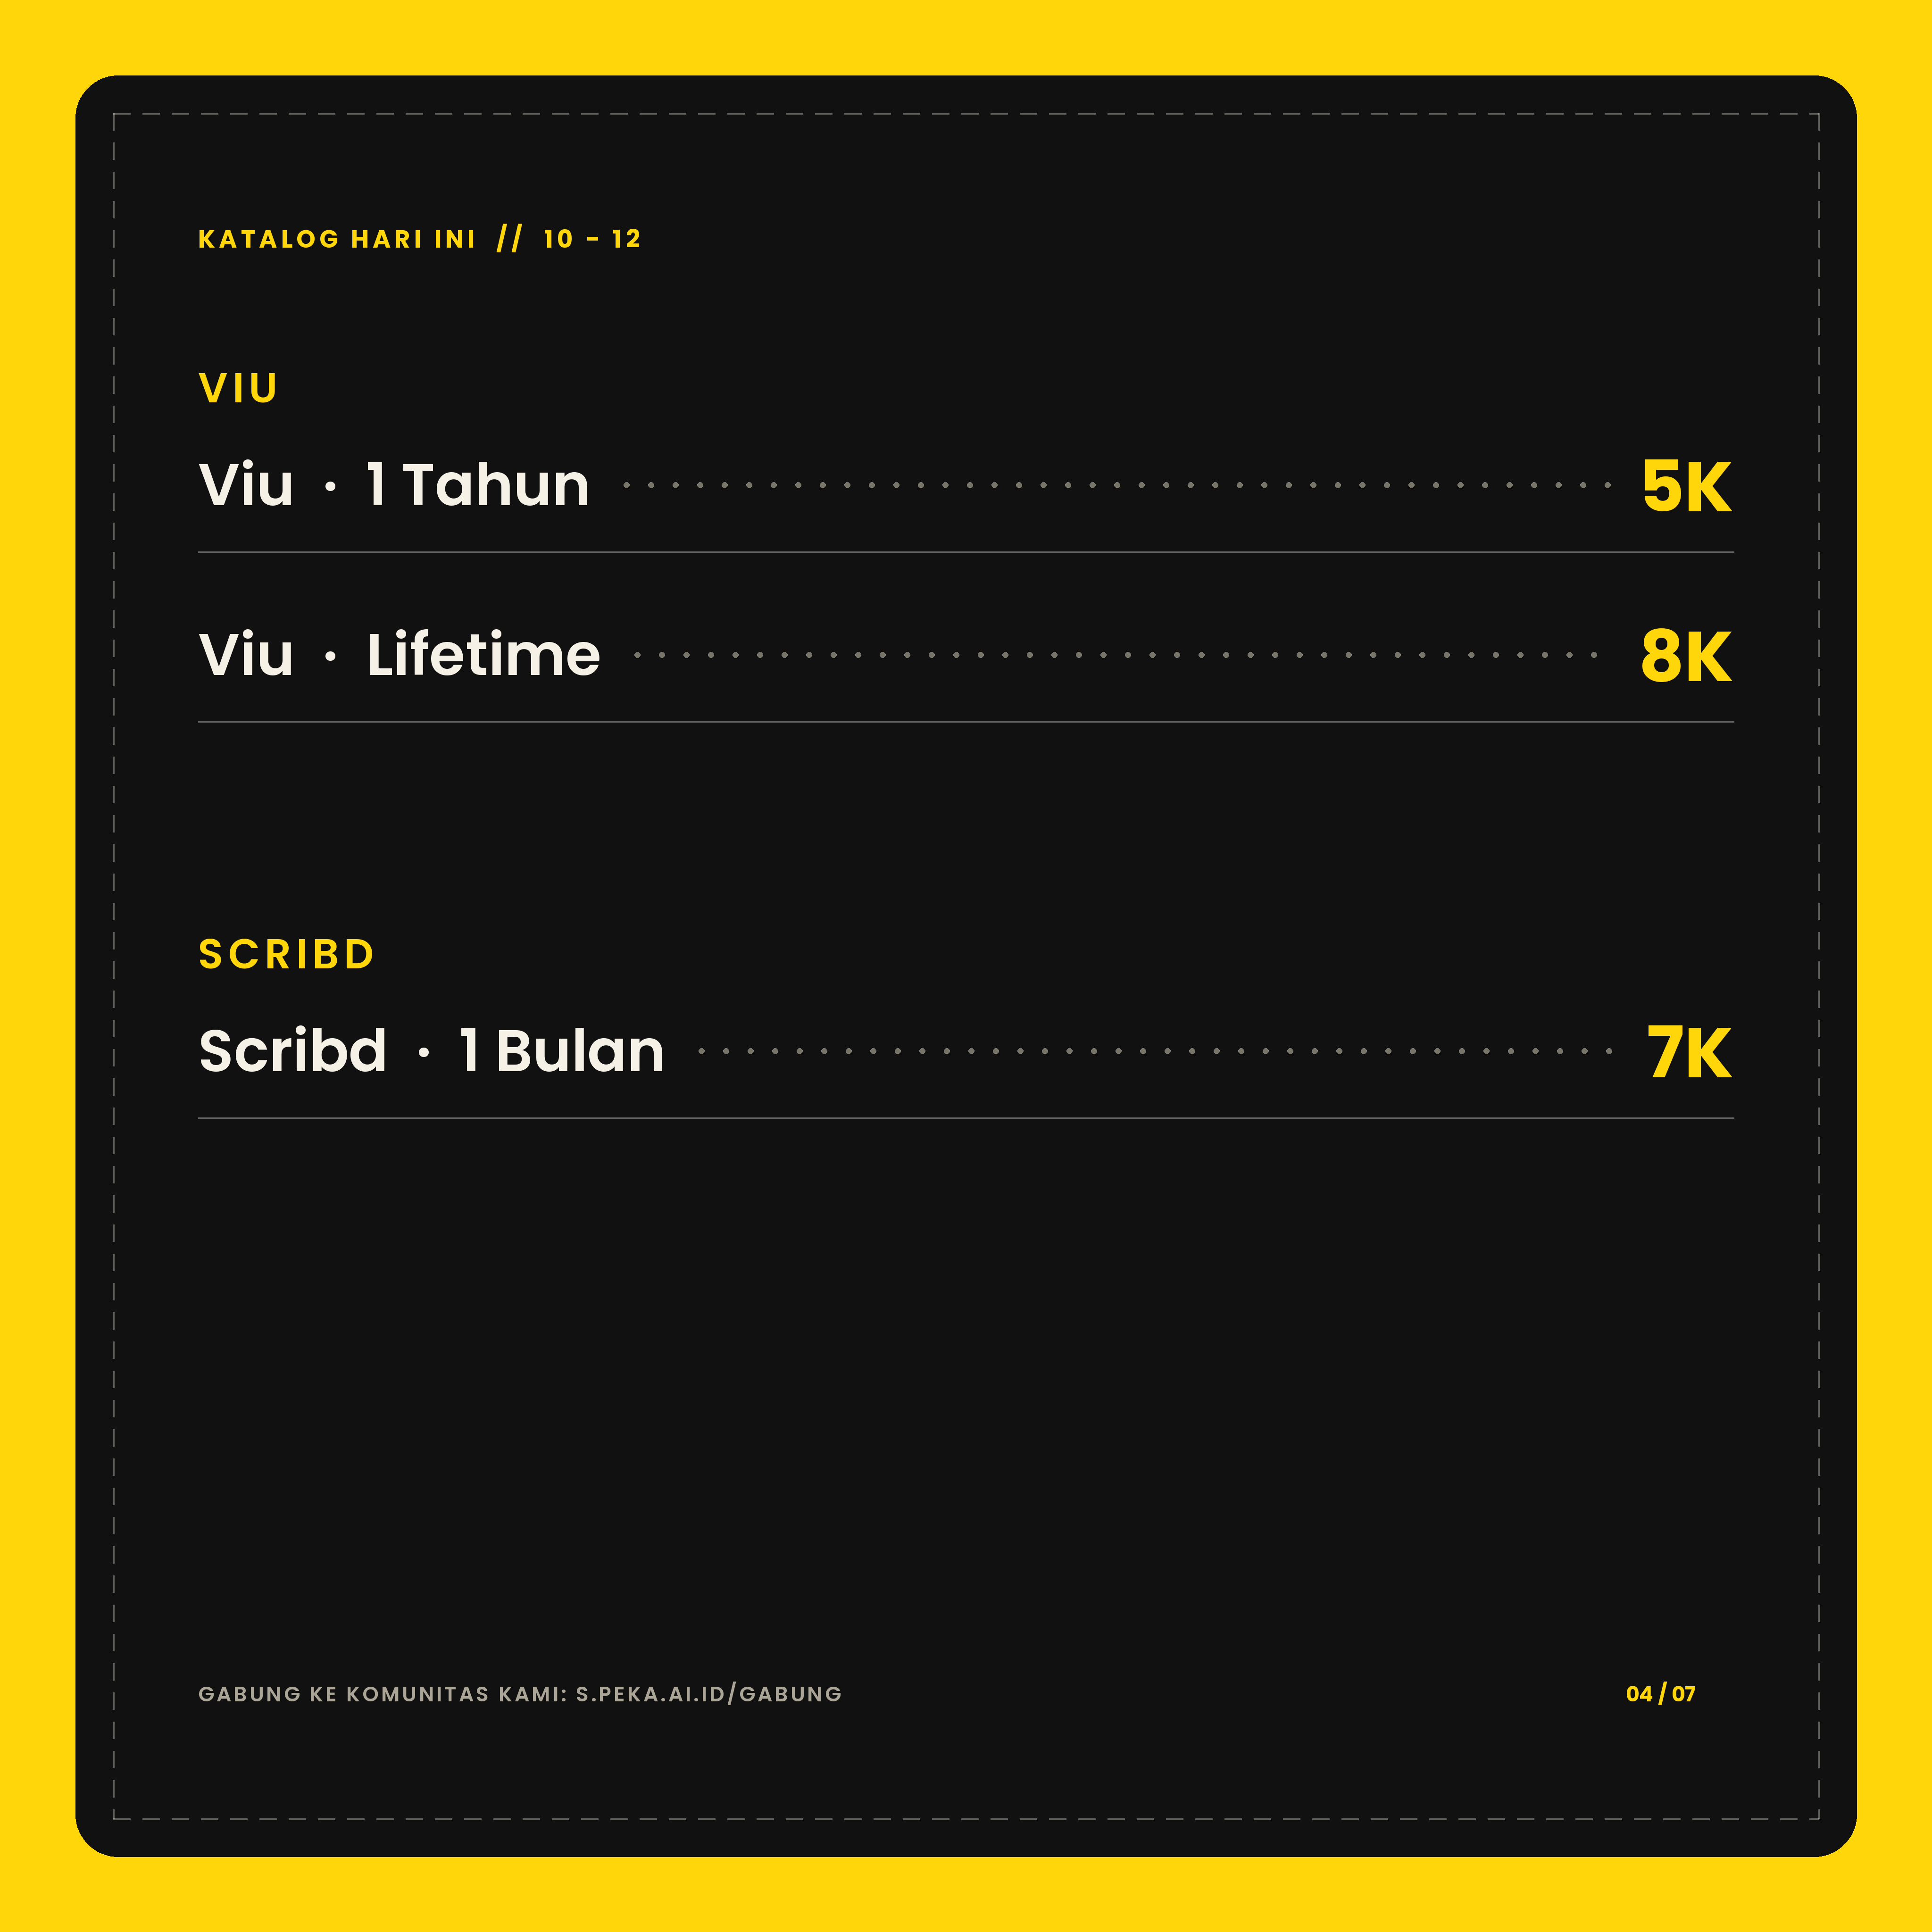 KATALOG HARI INI // 10 - 12
VIU
Viu · 1 Tahun 5K
Viu · Lifetime 8K
SCRIBD
Scribd · 1 Bulan 7K
GABUNG KE KOMUNITAS KAMI: S.PEKA.AI.ID/GABUNG 04 / 07